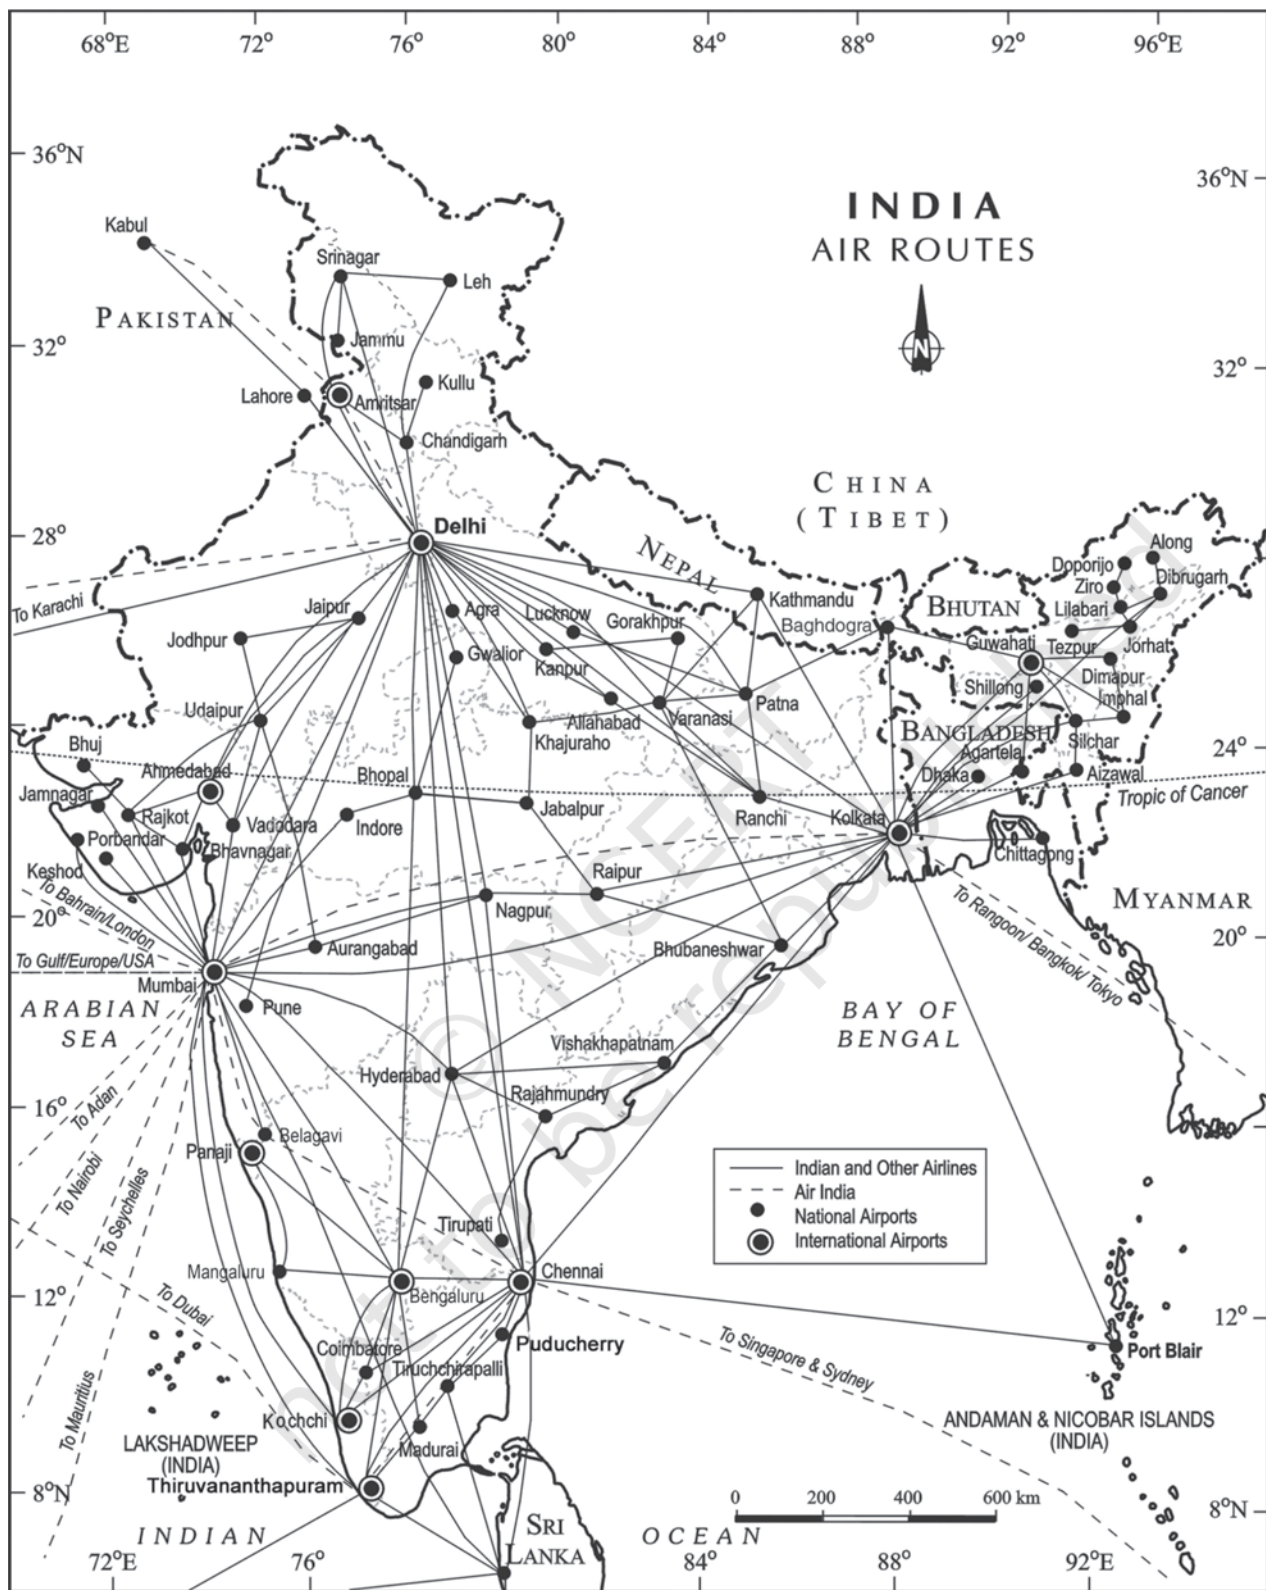 68°E 72° 76° 80° 84° 88° 92° 96°E
36°N
36°N
INDIA
AIR ROUTES
Kabul
Srinagar
Leh
PAKISTAN
Jammu
32°
32°
N
Kullu
Lahore
Amritsar
Chandigarh
CHINA
(TIBET)
28°
Delhi
NEPAL
Along
Doporijo
Ziro
Dibrugarh
To Karachi
Jaipur
Agra
Lucknow
Gorakhpur
Kathmandu
BHUTAN
Lilabari
Baghdogra
Jodhpur
Gwalior
Kanpur
Guwahati
Tezpur
Jorhat
Dimapur
Shillong
Imphal
Udaipur
Allahabad
Varanasi
Patna
Khajuraho
BANGLADESH
Silchar
24°
Bhuj
Ahmedabad
Bhopal
Agartela
Dhaka
Aizawal
Jamnagar
Rajkot
Vadodara
Indore
Jabalpur
Ranchi
Kolkata
Tropic of Cancer
Porbandar
Bhavnagar
Chittagong
Keshod
Raipur
To Bahrain/London
20°
Nagpur
MYANMAR
To Rangoon/Bangkok/Tokyo
20°
Aurangabad
Bhubaneshwar
To Gulf/Europe/USA
Mumbai
ARABIAN
SEA
Pune
BAY OF
BENGAL
Vishakhapatnam
Hyderabad
Rajahmundry
16°
To Adan
Belagavi
Panaji
Indian and Other Airlines
Air India
National Airports
International Airports
To Nairobi
To Seychelles
Tirupati
Mangaluru
Chennai
Bengaluru
12°
12°
To Dubai
Puducherry
Coimbatore
Tiruchchirapalli
To Singapore & Sydney
Port Blair
To Mauritius
Kochchi
Madurai
LAKSHADWEEP
(INDIA)
ANDAMAN & NICOBAR ISLANDS
(INDIA)
Thiruvananthapuram
8°N
0 200 400 600 km
8°N
INDIAN OCEAN
SRI
LANKA
72°E 76° 84° 88° 92°E
© NCERT
not to be republished